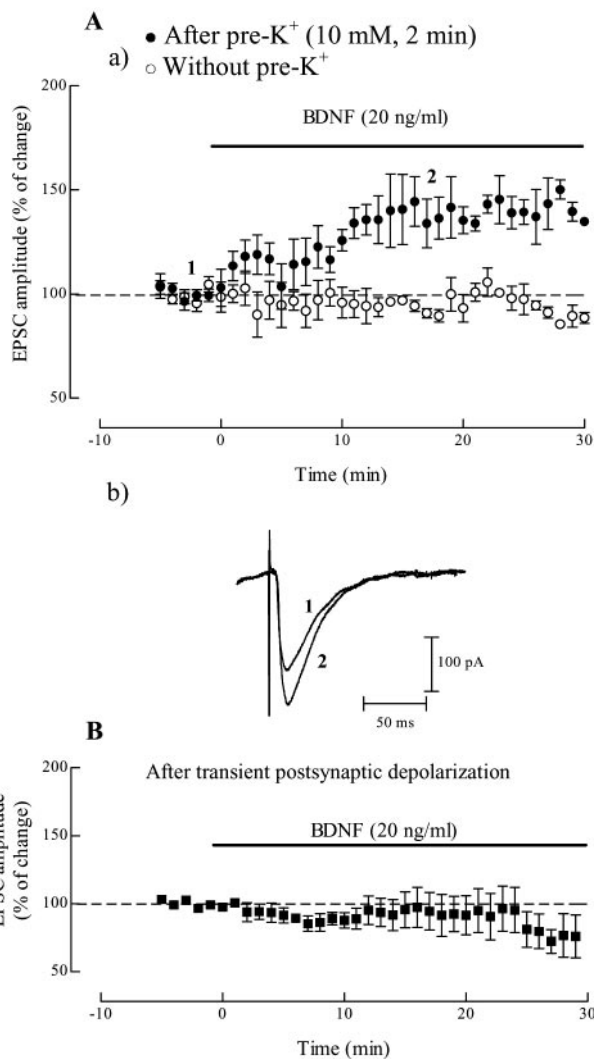 A
● After pre-K⁺ (10 mM, 2 min)
a)
○ Without pre-K⁺
200
BDNF (20 ng/ml)
EPSC amplitude (% of change)
150
2
1
100
50
-10 0 10 20 30
Time (min)
b)
1
2
100 pA
50 ms
B
200
After transient postsynaptic depolarization
BDNF (20 ng/ml)
EPSC amplitude
(% of change)
150
100
50
-10 0 10 20 30
Time (min)